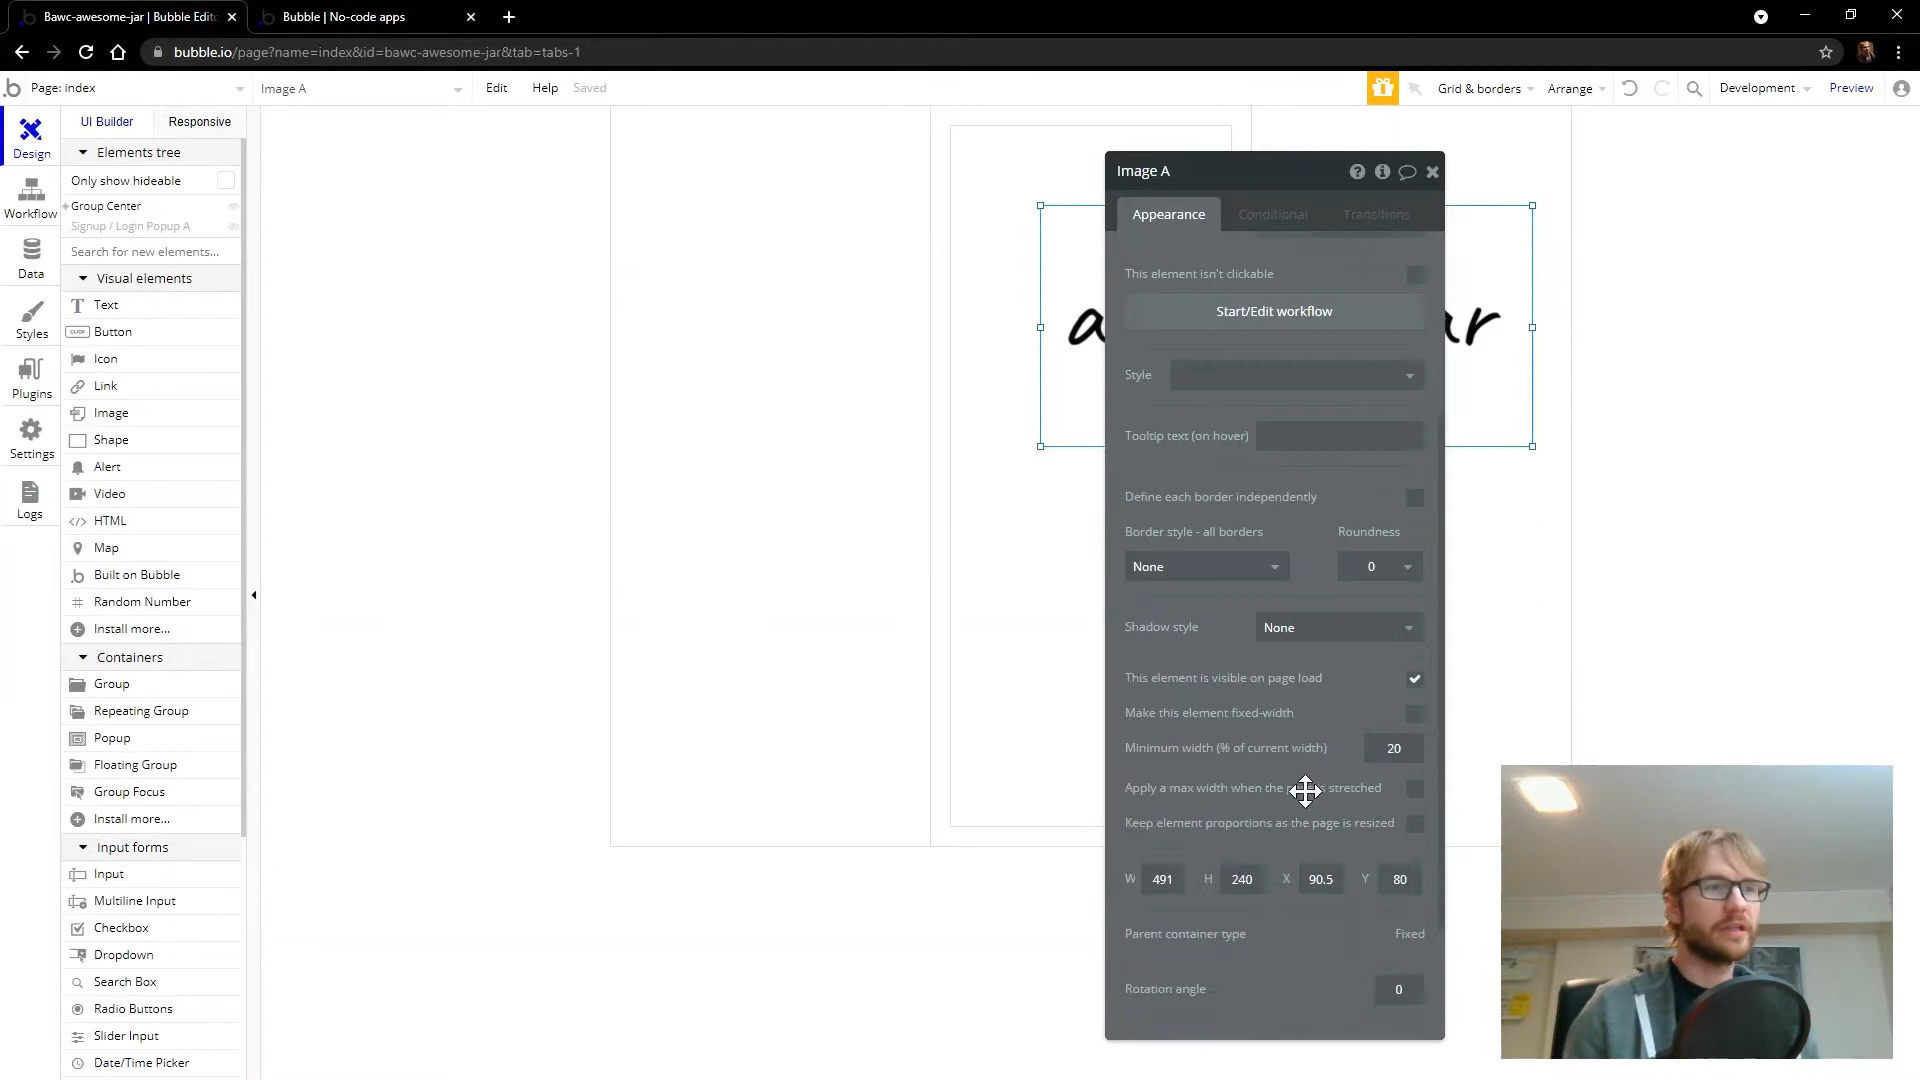 Bawc-awesome-jar | Bubble Edit
Bubble | No-code apps
bubble.io/page?name=index&id=bawc-awesome-jar&tab=tabs-1
Page: index
Image A
Edit
Help
Saved
Grid & borders
Arrange
Development
Preview
Design
Workflow
Data
Styles
Plugins
Settings
Logs
UI Builder
Responsive
Elements tree
Only show hideable
Group Center
Signup / Login Popup A
Search for new elements...
Visual elements
Text
CLICK
Button
Icon
Link
Image
Shape
Alert
Video
HTML
Map
Built on Bubble
Random Number
Install more...
Containers
Group
Repeating Group
Popup
Floating Group
Group Focus
Install more...
Input forms
Input
Multiline Input
Checkbox
Dropdown
Search Box
Radio Buttons
Slider Input
Date/Time Picker
Image A
Appearance
Conditional
Transitions
This element isn't clickable
Start/Edit workflow
Style
Tooltip text (on hover)
Define each border independently
Border style - all borders
Roundness
None
0
Shadow style
None
This element is visible on page load
Make this element fixed-width
Minimum width (% of current width)
20
Apply a max width when the stretched
Keep element proportions as the page is resized
W 491 H 240 X 90.5 Y 80
Parent container type
Fixed
Rotation angle
0